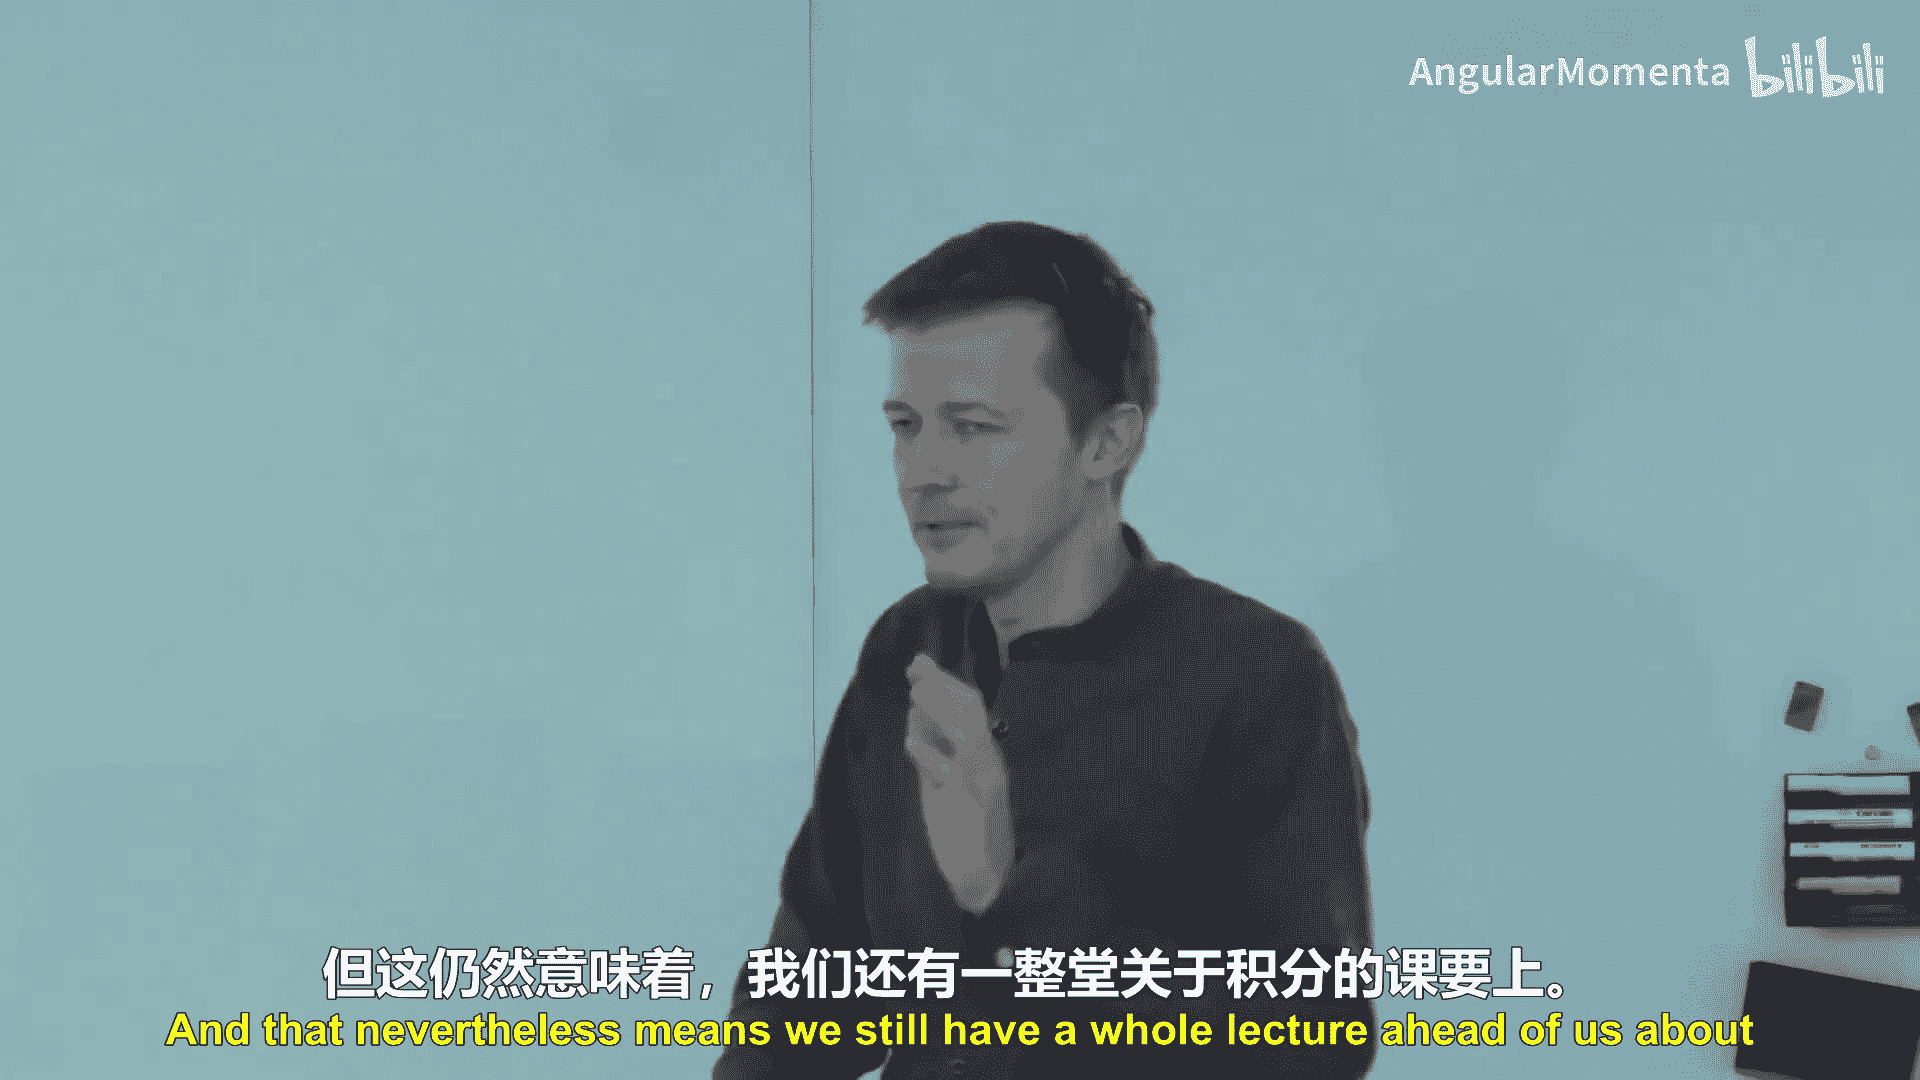 AngularMomenta bilibili
但这仍然意味着，我们还有一整堂关于积分的课要上。
And that nevertheless means we still have a whole lecture ahead of us about